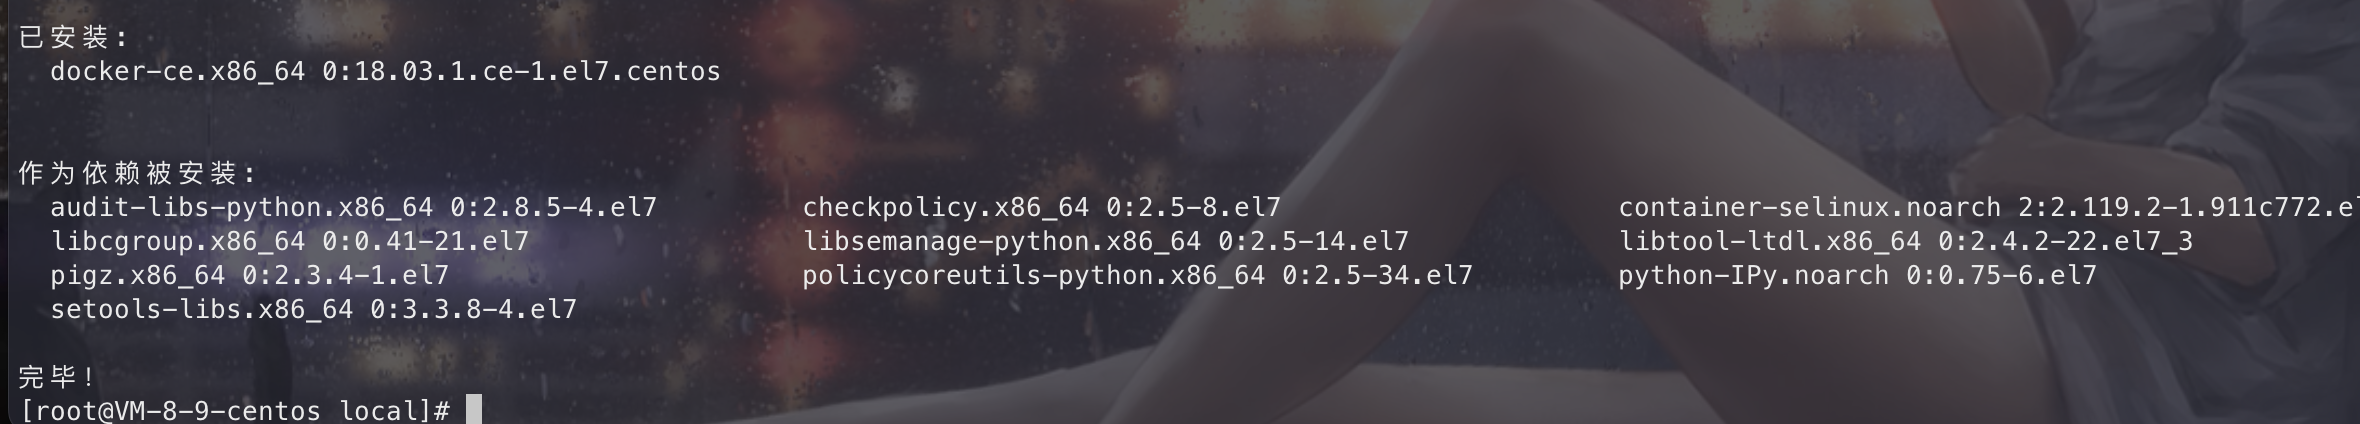 已安装:
docker-ce.x86_64 0:18.03.1.ce-1.el7.centos
作为依赖被安装:
audit-libs-python.x86_64 0:2.8.5-4.el7 checkpolicy.x86_64 0:2.5-8.el7 container-selinux.noarch 2:2.119.2-1.911c772.el
libcgroup.x86_64 0:0.41-21.el7 libsemanage-python.x86_64 0:2.5-14.el7 libtool-ltdl.x86_64 0:2.4.2-22.el7_3
pigz.x86_64 0:2.3.4-1.el7 policycoreutils-python.x86_64 0:2.5-34.el7 python-IPy.noarch 0:0.75-6.el7
setools-libs.x86_64 0:3.3.8-4.el7
完毕！
[root@VM-8-9-centos local]#